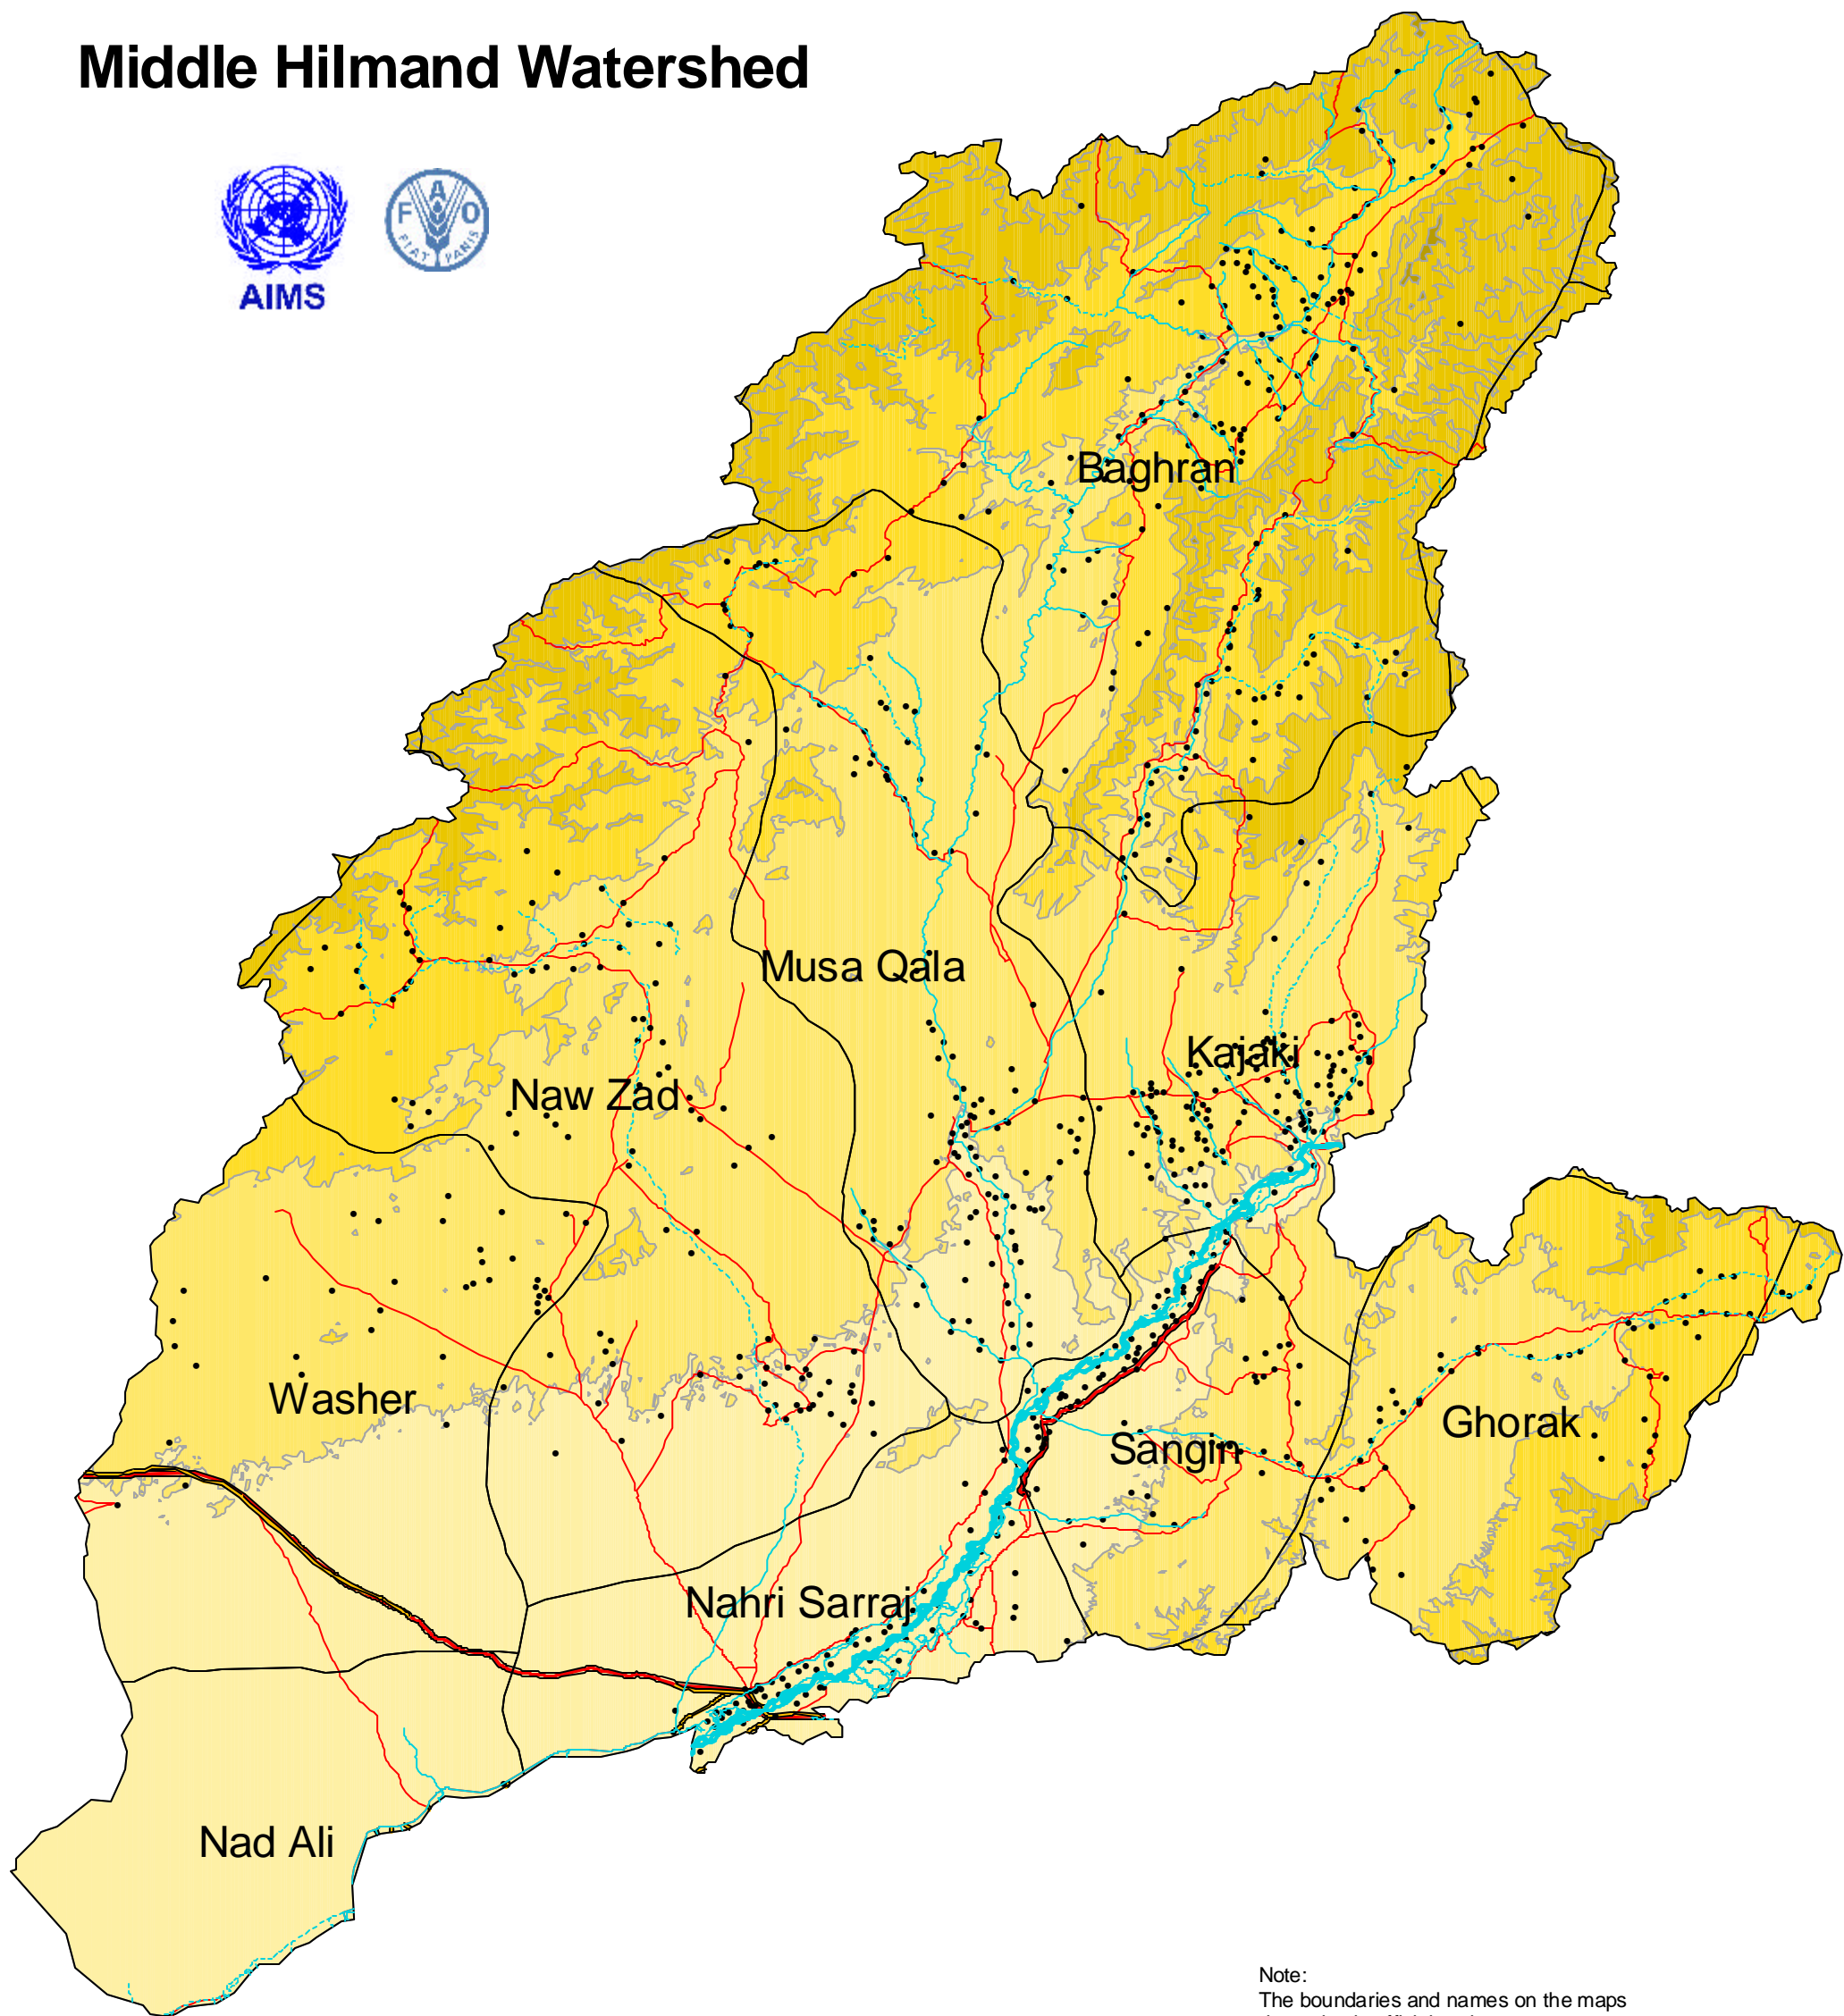 Middle Hilmand Watershed
AIMS
F A O
FIAT PANIS
Baghran
Musa Qala
Kajaki
Naw Zad
Washer
Ghorak
Sangin
Nahri Sarraj
Nad Ali
Note:
The boundaries and names on the maps